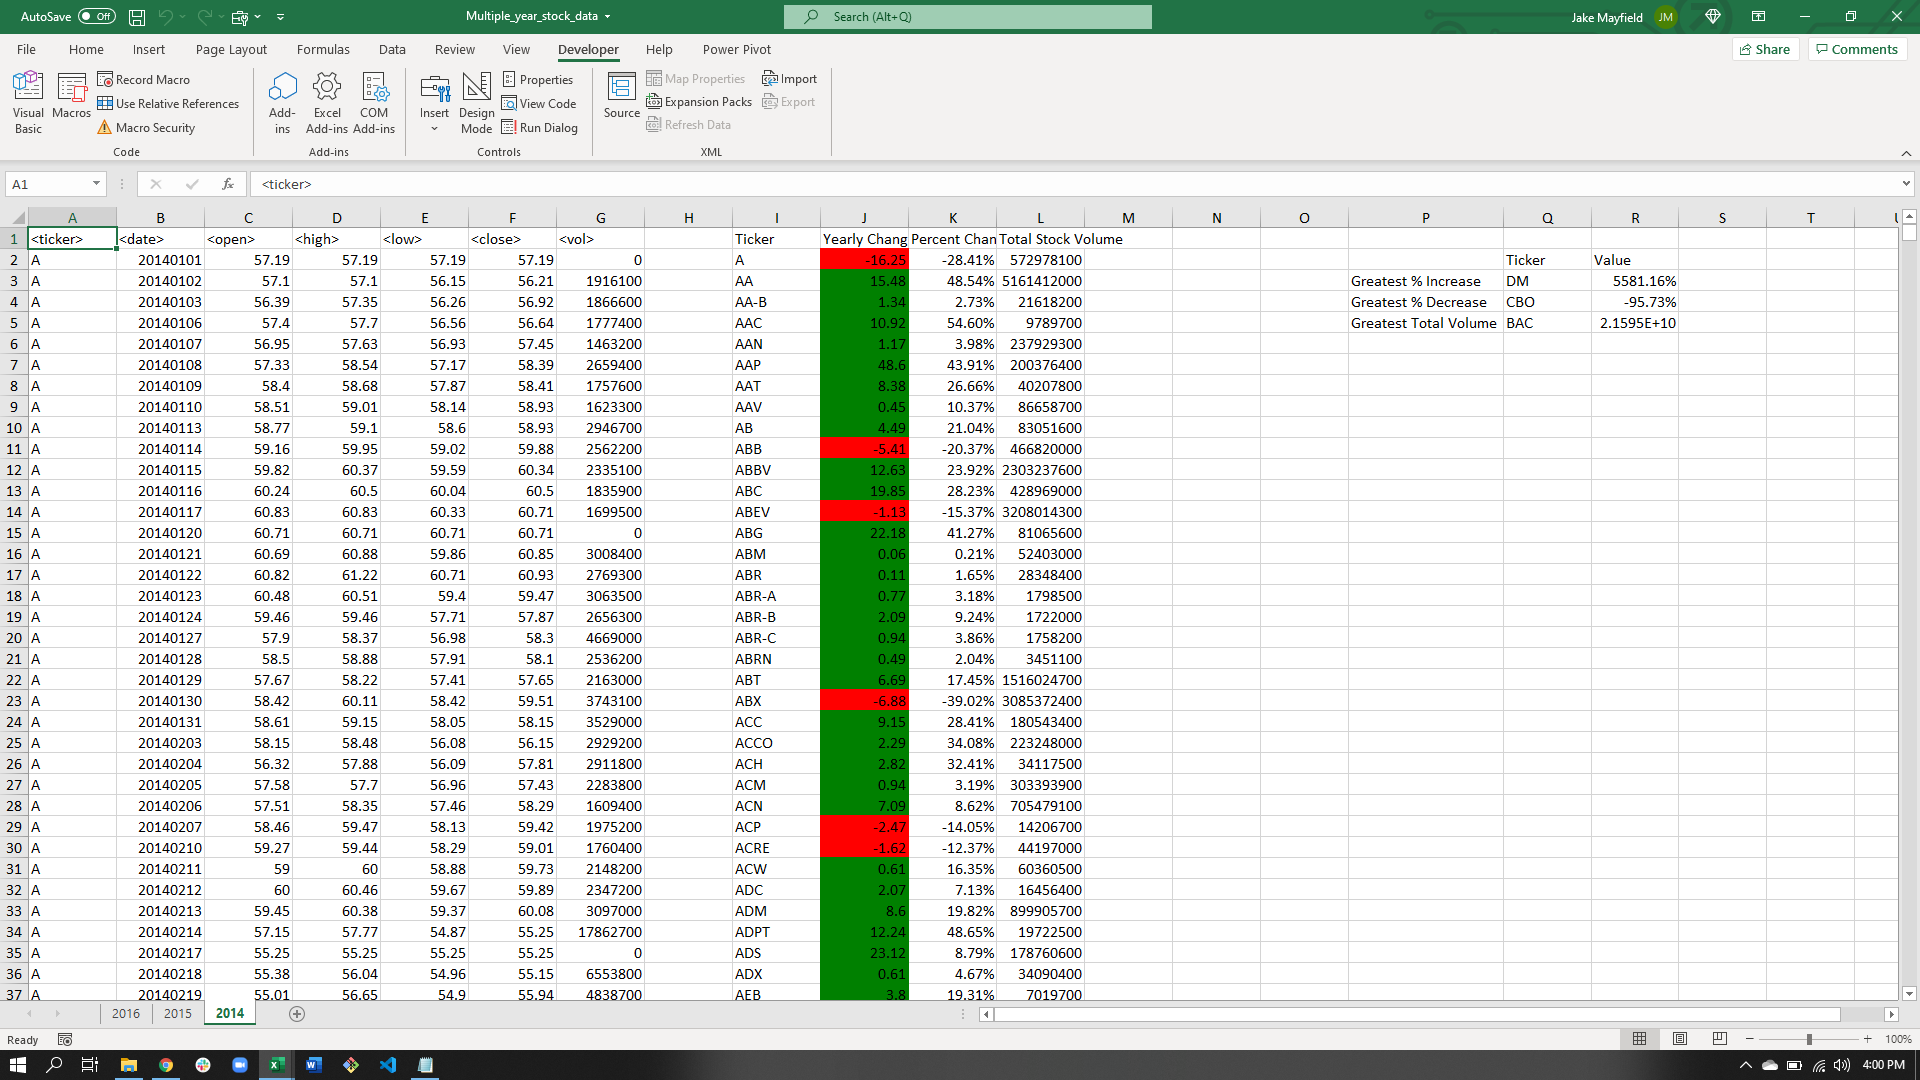 AutoSave Off Multiple_year_stock_data Search (Alt+Q) Jake Mayfield JM
File Home Insert Page Layout Formulas Data Review View Developer Help Power Pivot Share Comments
Visual Basic Macros Record Macro Use Relative References Macro Security
Add-ins Excel Add-ins COM Add-ins
Insert Design Mode Properties View Code Run Dialog
Source Map Properties Expansion Packs Refresh Data Import Export
Code Add-ins Controls XML
A1 fx <ticker>
A B C D E F G H I J K L M N O P Q R S T
1 <ticker> <date> <open> <high> <low> <close> <vol> Ticker Yearly Chang Percent Chan Total Stock Volume
2 A 20140101 57.19 57.19 57.19 57.19 0 A -16.25 -28.41% 572978100 Ticker Value
3 A 20140102 57.1 57.1 56.15 56.21 1916100 AA 15.48 48.54% 5161412000 Greatest % Increase DM 5581.16%
4 A 20140103 56.39 57.35 56.26 56.92 1866600 AA-B 1.34 2.73% 21618200 Greatest % Decrease CBO -95.73%
5 A 20140106 57.4 57.7 56.56 56.64 1777400 AAC 10.92 54.60% 9789700 Greatest Total Volume BAC 2.1595E+10
6 A 20140107 56.95 57.63 56.93 57.45 1463200 AAN 1.17 3.98% 237929300
7 A 20140108 57.33 58.54 57.17 58.39 2659400 AAP 48.6 43.91% 200376400
8 A 20140109 58.4 58.68 57.87 58.41 1757600 AAT 8.38 26.66% 40207800
9 A 20140110 58.51 59.01 58.14 58.93 1623300 AAV 0.45 10.37% 86658700
10 A 20140113 58.77 59.1 58.6 58.93 2946700 AB 4.49 21.04% 83051600
11 A 20140114 59.16 59.95 59.02 59.88 2562200 ABB -5.41 -20.37% 466820000
12 A 20140115 59.82 60.37 59.59 60.34 2335100 ABBV 12.63 23.92% 2303237600
13 A 20140116 60.24 60.5 60.04 60.5 1835900 ABC 19.85 28.23% 428969000
14 A 20140117 60.83 60.83 60.33 60.71 1699500 ABEV -1.13 -15.37% 3208014300
15 A 20140120 60.71 60.71 60.71 60.71 0 ABG 22.18 41.27% 81065600
16 A 20140121 60.69 60.88 59.86 60.85 3008400 ABM 0.06 0.21% 52403000
17 A 20140122 60.82 61.22 60.71 60.93 2769300 ABR 0.11 1.65% 28348400
18 A 20140123 60.48 60.51 59.4 59.47 3063500 ABR-A 0.77 3.18% 1798500
19 A 20140124 59.46 59.46 57.71 57.87 2656300 ABR-B 2.09 9.24% 1722000
20 A 20140127 57.9 58.37 56.98 58.3 4669000 ABR-C 0.94 3.86% 1758200
21 A 20140128 58.5 58.88 57.91 58.1 2536200 ABRN 0.49 2.04% 3451100
22 A 20140129 57.67 58.22 57.41 57.65 2163000 ABT 6.69 17.45% 1516024700
23 A 20140130 58.42 60.11 58.42 59.51 3743100 ABX -6.88 -39.02% 3085372400
24 A 20140131 58.61 59.15 58.05 58.15 3529000 ACC 9.15 28.41% 180543400
25 A 20140203 58.15 58.48 56.08 56.15 2929200 ACCO 2.29 34.08% 223248000
26 A 20140204 56.32 57.88 56.09 57.81 2911800 ACH 2.82 32.41% 34117500
27 A 20140205 57.58 57.7 56.96 57.43 2283800 ACM 0.94 3.19% 303393900
28 A 20140206 57.51 58.35 57.46 58.29 1609400 ACN 7.09 8.62% 705479100
29 A 20140207 58.46 59.47 58.13 59.42 1975200 ACP -2.47 -14.05% 14206700
30 A 20140210 59.27 59.44 58.29 59.01 1760400 ACRE -1.62 -12.37% 44197000
31 A 20140211 59 60 58.88 59.73 2148200 ACW 0.61 16.35% 60360500
32 A 20140212 60 60.46 59.67 59.89 2347200 ADC 2.07 7.13% 16456400
33 A 20140213 59.45 60.38 59.37 60.08 3097000 ADM 8.6 19.82% 899905700
34 A 20140214 57.15 57.77 54.87 55.25 17862700 ADPT 12.24 48.65% 19722500
35 A 20140217 55.25 55.25 55.25 55.25 0 ADS 23.12 8.79% 178760600
36 A 20140218 55.38 56.04 54.96 55.15 6553800 ADX 0.61 4.67% 34090400
37 A 20140219 55.01 56.65 54.9 55.94 4838700 AEB 3.8 19.31% 7019700
2016 2015 2014
Ready 100%
4:00 PM